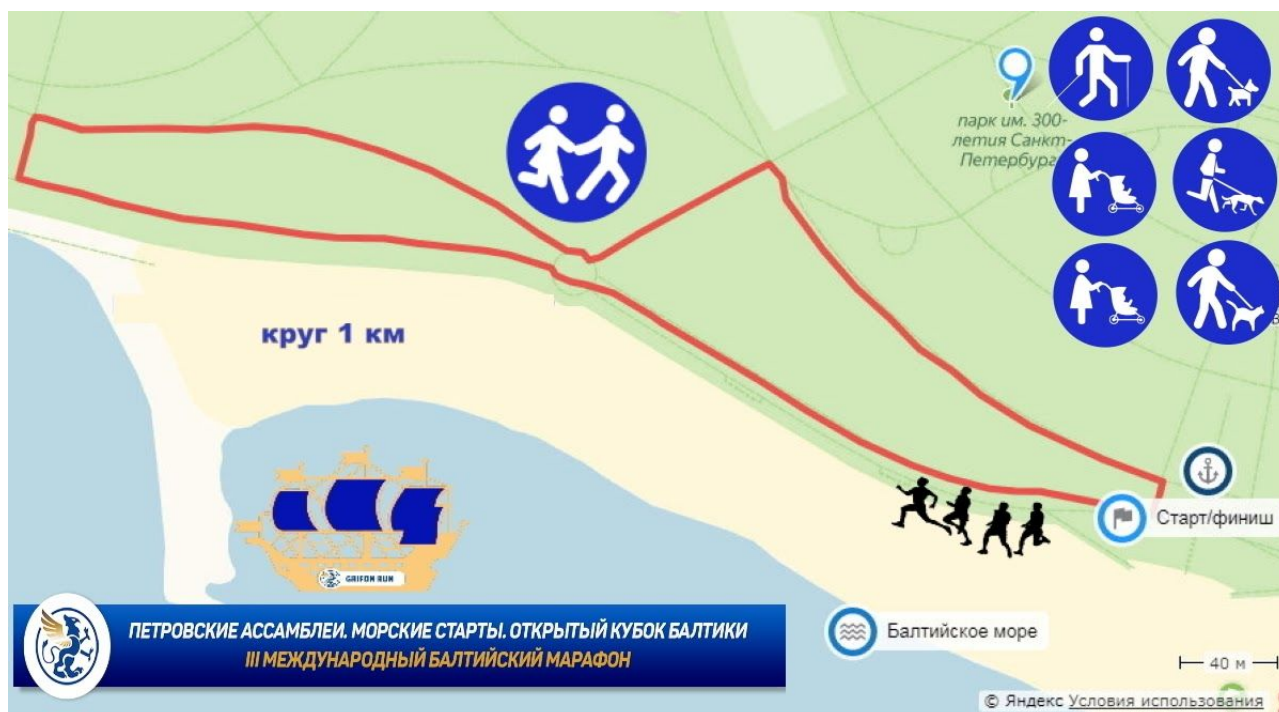 парк им. 300-
летия Санкт-
Петербург
круг 1 км
Старт/финиш
GRIFON RUN
ПЕТРОВСКИЕ АССАМБЛЕИ. МОРСКИЕ СТАРТЫ. ОТКРЫТЫЙ КУБОК БАЛТИКИ
III МЕЖДУНАРОДНЫЙ БАЛТИЙСКИЙ МАРАФОН
Балтийское море
40 м
© Яндекс Условия использования